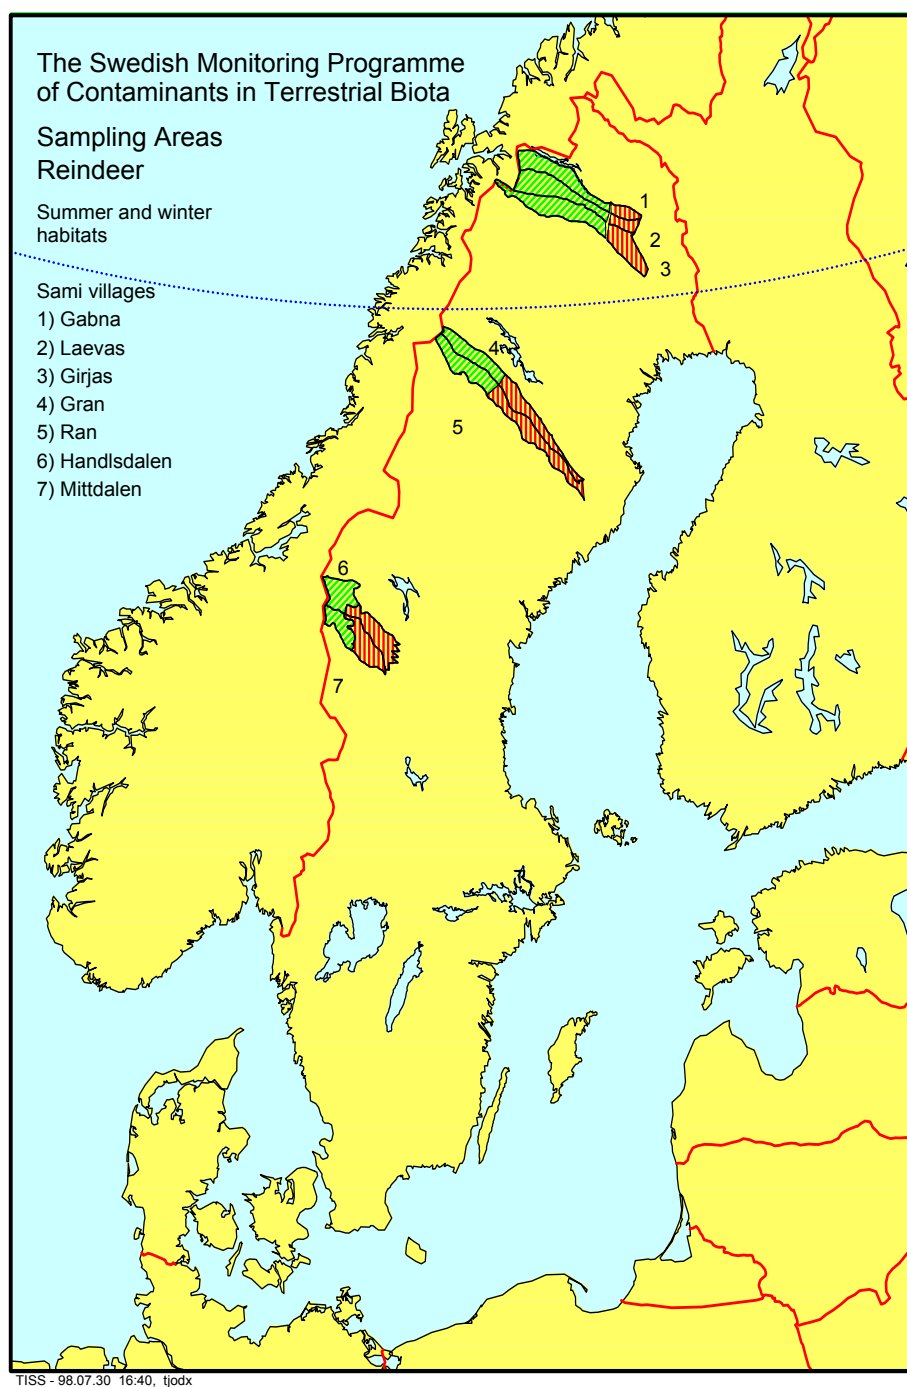 The Swedish Monitoring Programme
of Contaminants in Terrestrial Biota
Sampling Areas
Reindeer
Summer and winter
habitats
Sami villages
1) Gabna
2) Laevas
3) Girjas
4) Gran
5) Ran
6) Handlsdalen
7) Mittdalen
1
2
3
4
5
6
7
TISS - 98.07.30 16:40, tjodx